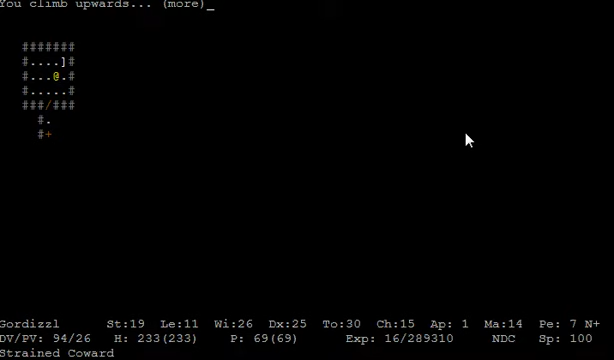 You climb upwards... (more)_
#######
#....]#
#...@.#
#.....#
###/###
#.
#+
Gordizzl St:19 Le:11 Wi:26 Dx:25 To:30 Ch:15 Ap: 1 Ma:14 Pe: 7 N+
DV/PV: 94/26 H: 233(233) P: 69(69) Exp: 16/289310 NDC Sp: 100
Strained Coward